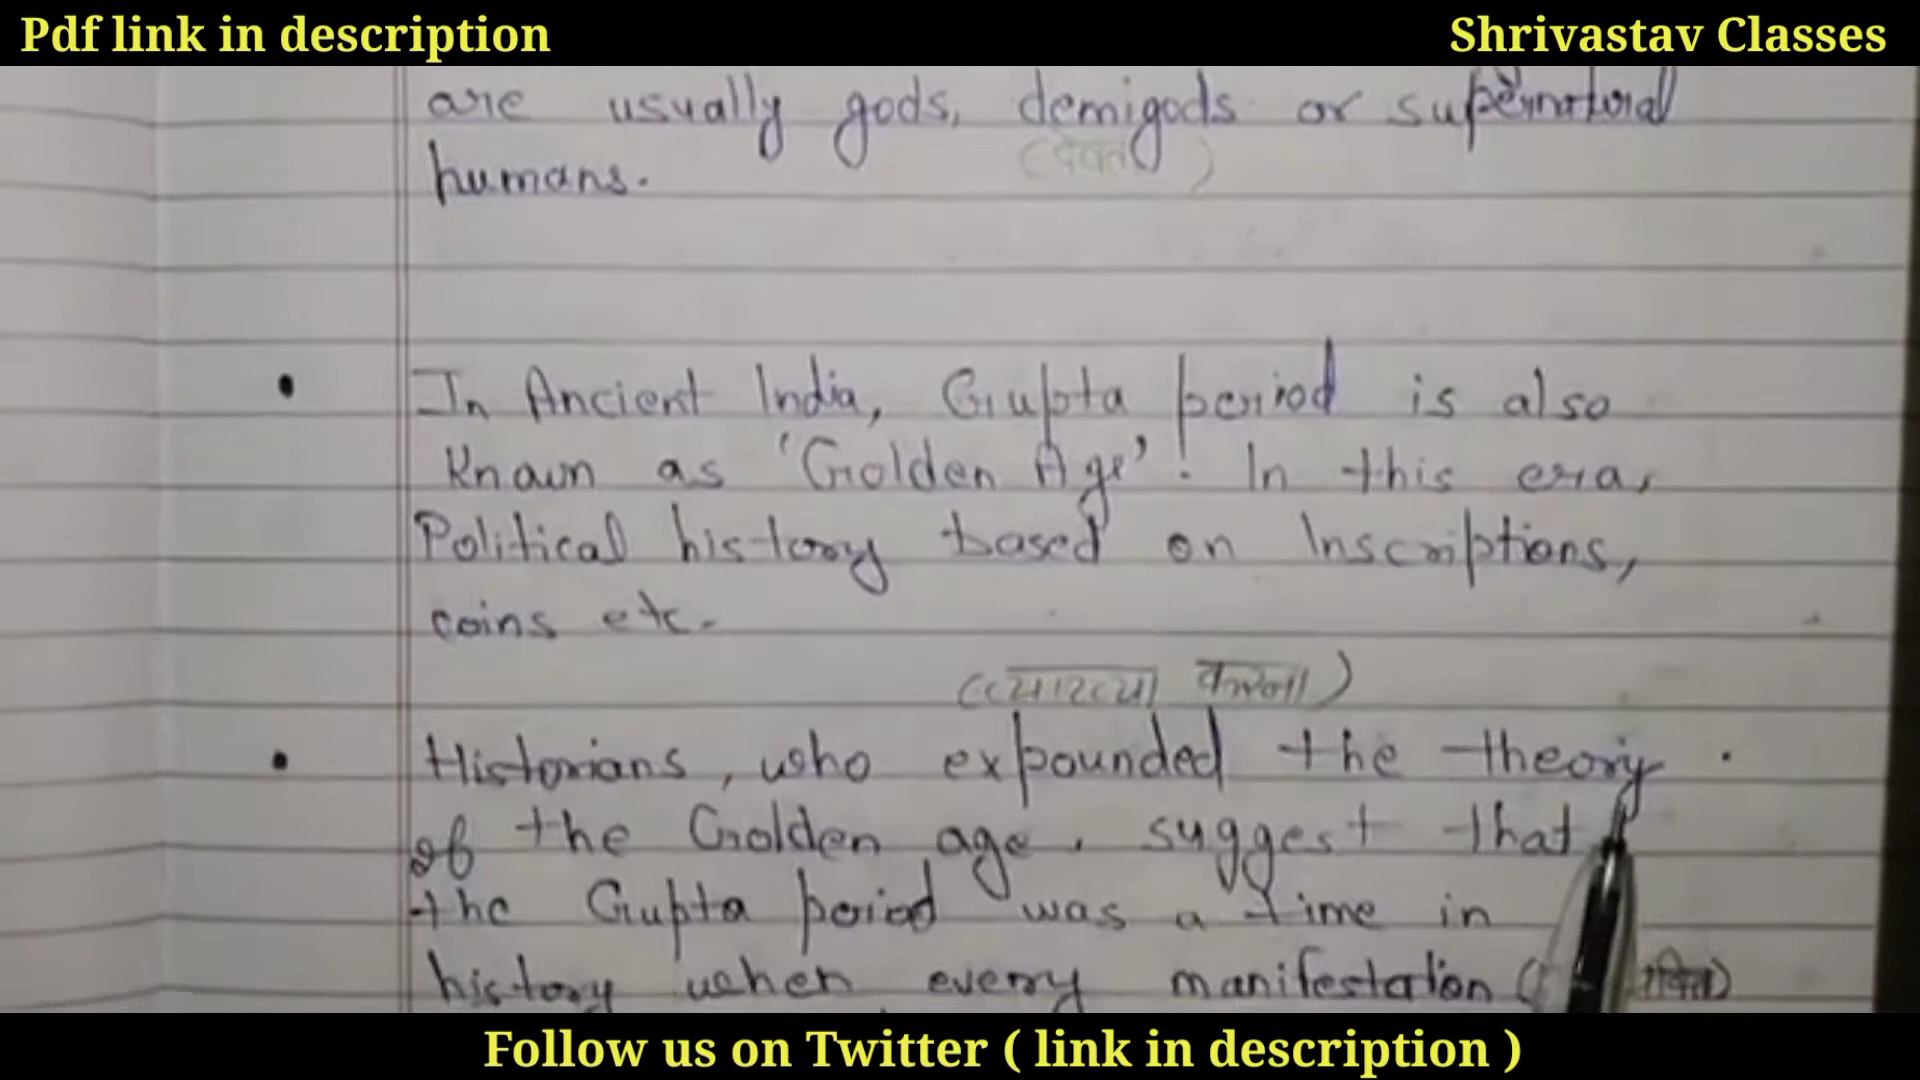 Pdf link in description
Shrivastav Classes
are usually gods, demigods or supernatural
humans.
In Ancient India, Gupta period is also
Known as 'Golden Age'. In this era,
Political history based on Inscriptions,
coins etc.
(व्याख्या करना)
Historians, who expounded the theory
of the Golden age, suggest that
the Gupta period was a time in
history when every manifestation
Follow us on Twitter ( link in description )